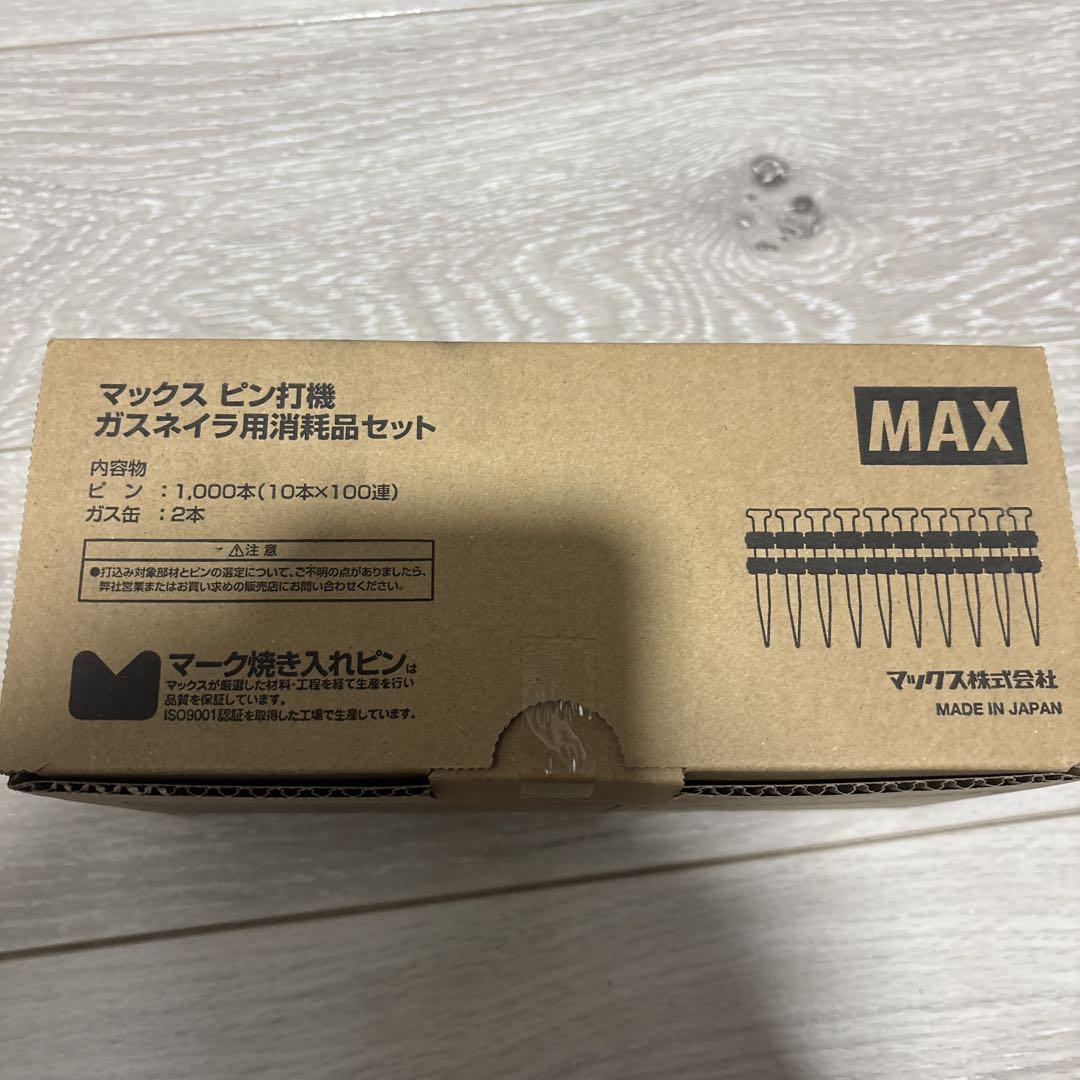 マックス ピン打機
ガスネイラ用消耗品セット
MAX
内容物
ピン : 1,000本(10本×100連)
ガス缶 : 2本
⚠注意
●打込み対象部材とピンの選定について、ご不明の点がありましたら、
弊社営業またはお買い求めの販売店にお問い合わせください。
マーク焼き入れピンは
マックスが厳選した材料・工程を経て生産を行い
品質を保証しています。
ISO9001認証を取得した工場で生産しています。
マックス株式会社
MADE IN JAPAN